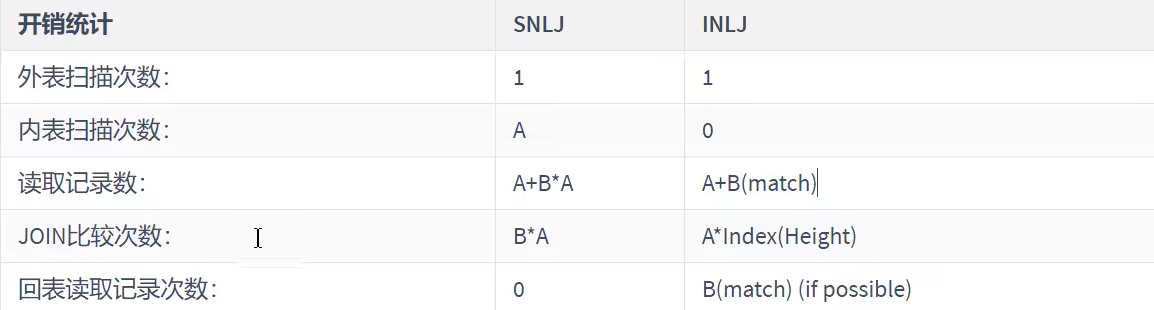 开销统计 SNLJ INLJ
外表扫描次数： 1 1
内表扫描次数： A 0
读取记录数： A+B*A A+B(match)
JOIN比较次数： B*A A*Index(Height)
回表读取记录次数： 0 B(match) (if possible)